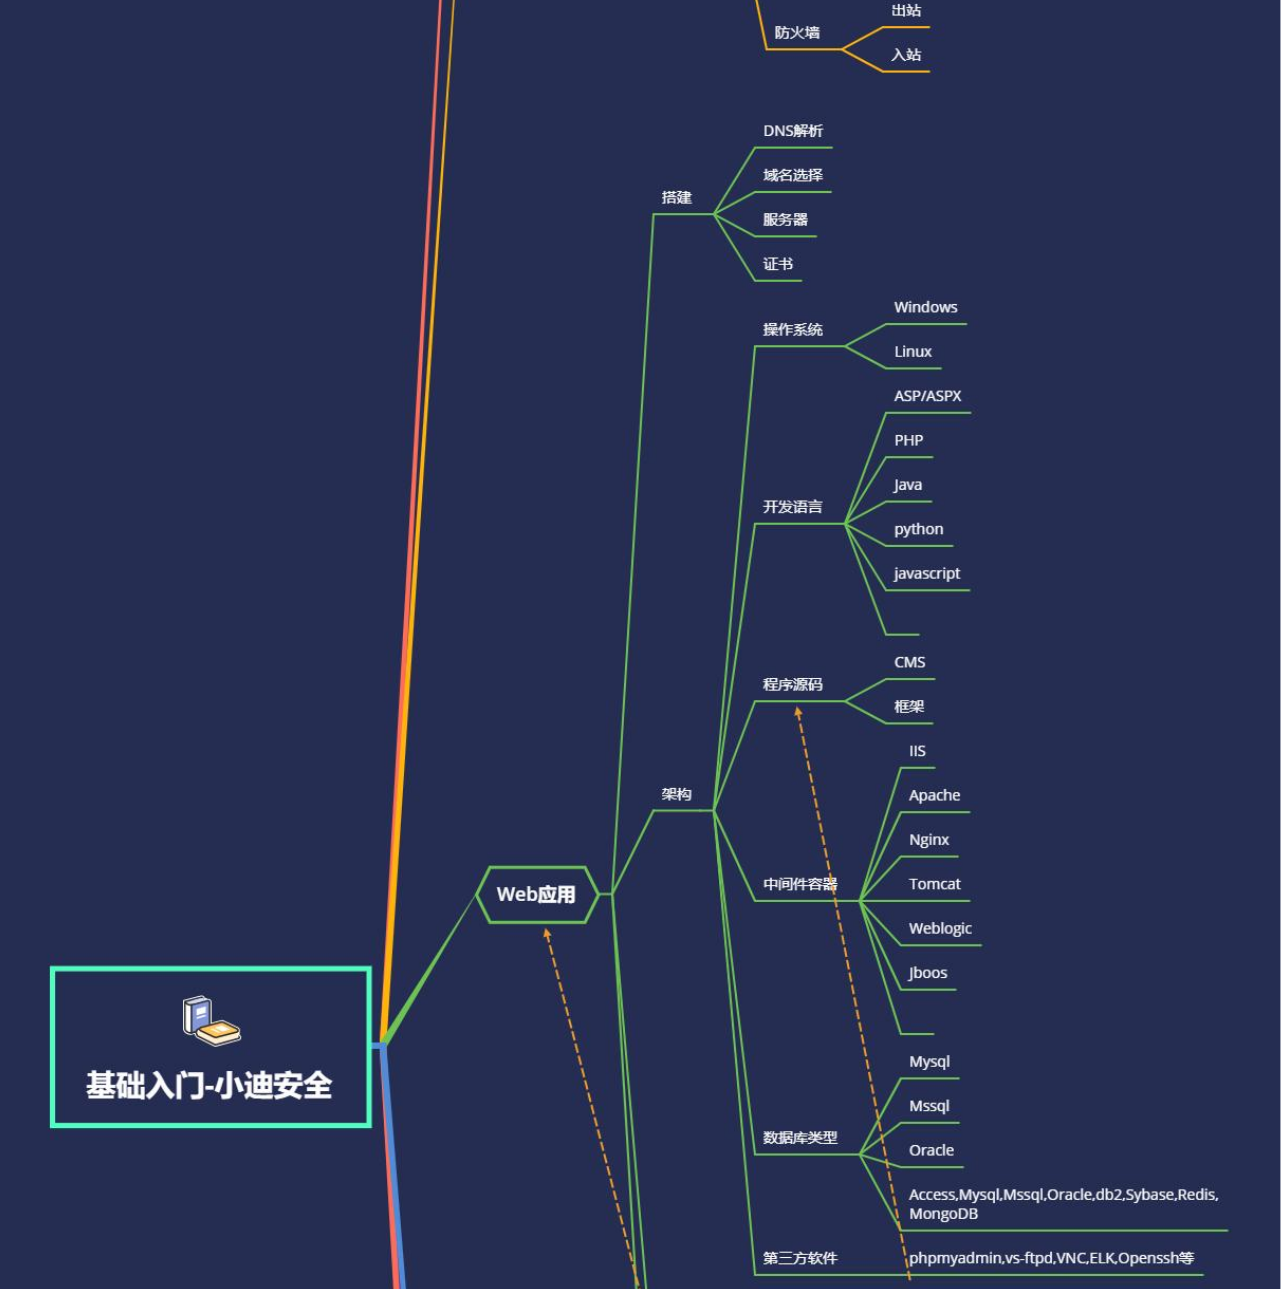 出站
防火墙
入站
DNS解析
域名选择
搭建
服务器
证书
Windows
操作系统
Linux
ASP/ASPX
PHP
Java
开发语言
python
javascript
CMS
程序源码
框架
IIS
架构
Apache
Nginx
中间件容器
Tomcat
Web应用
Weblogic
Jboos
基础入门-小迪安全
Mysql
Mssql
数据库类型
Oracle
Access,Mysql,Mssql,Oracle,db2,Sybase,Redis,
MongoDB
第三方软件
phpmyadmin,vs-ftpd,VNC,ELK,Openssh等